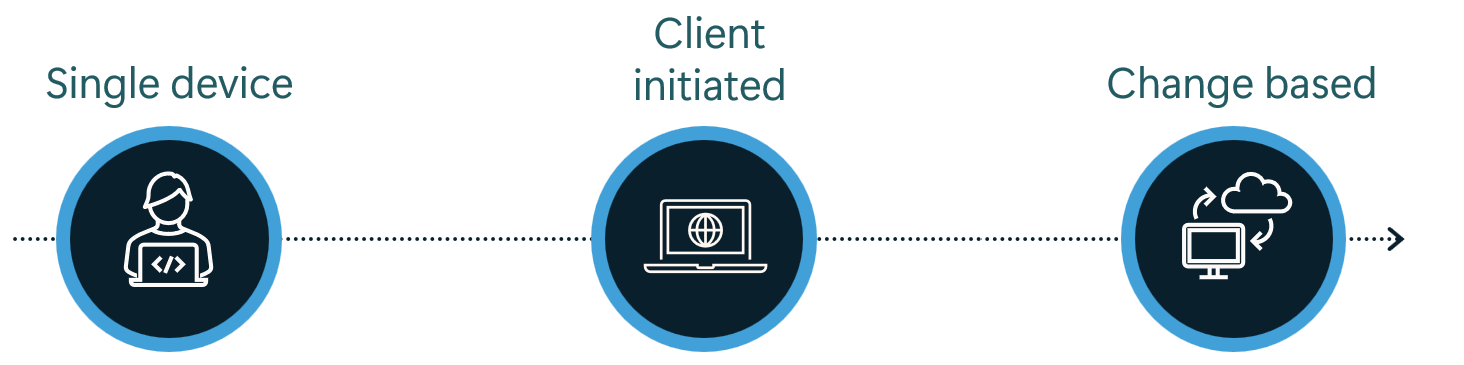 Single device
Client
initiated
Change based
</>